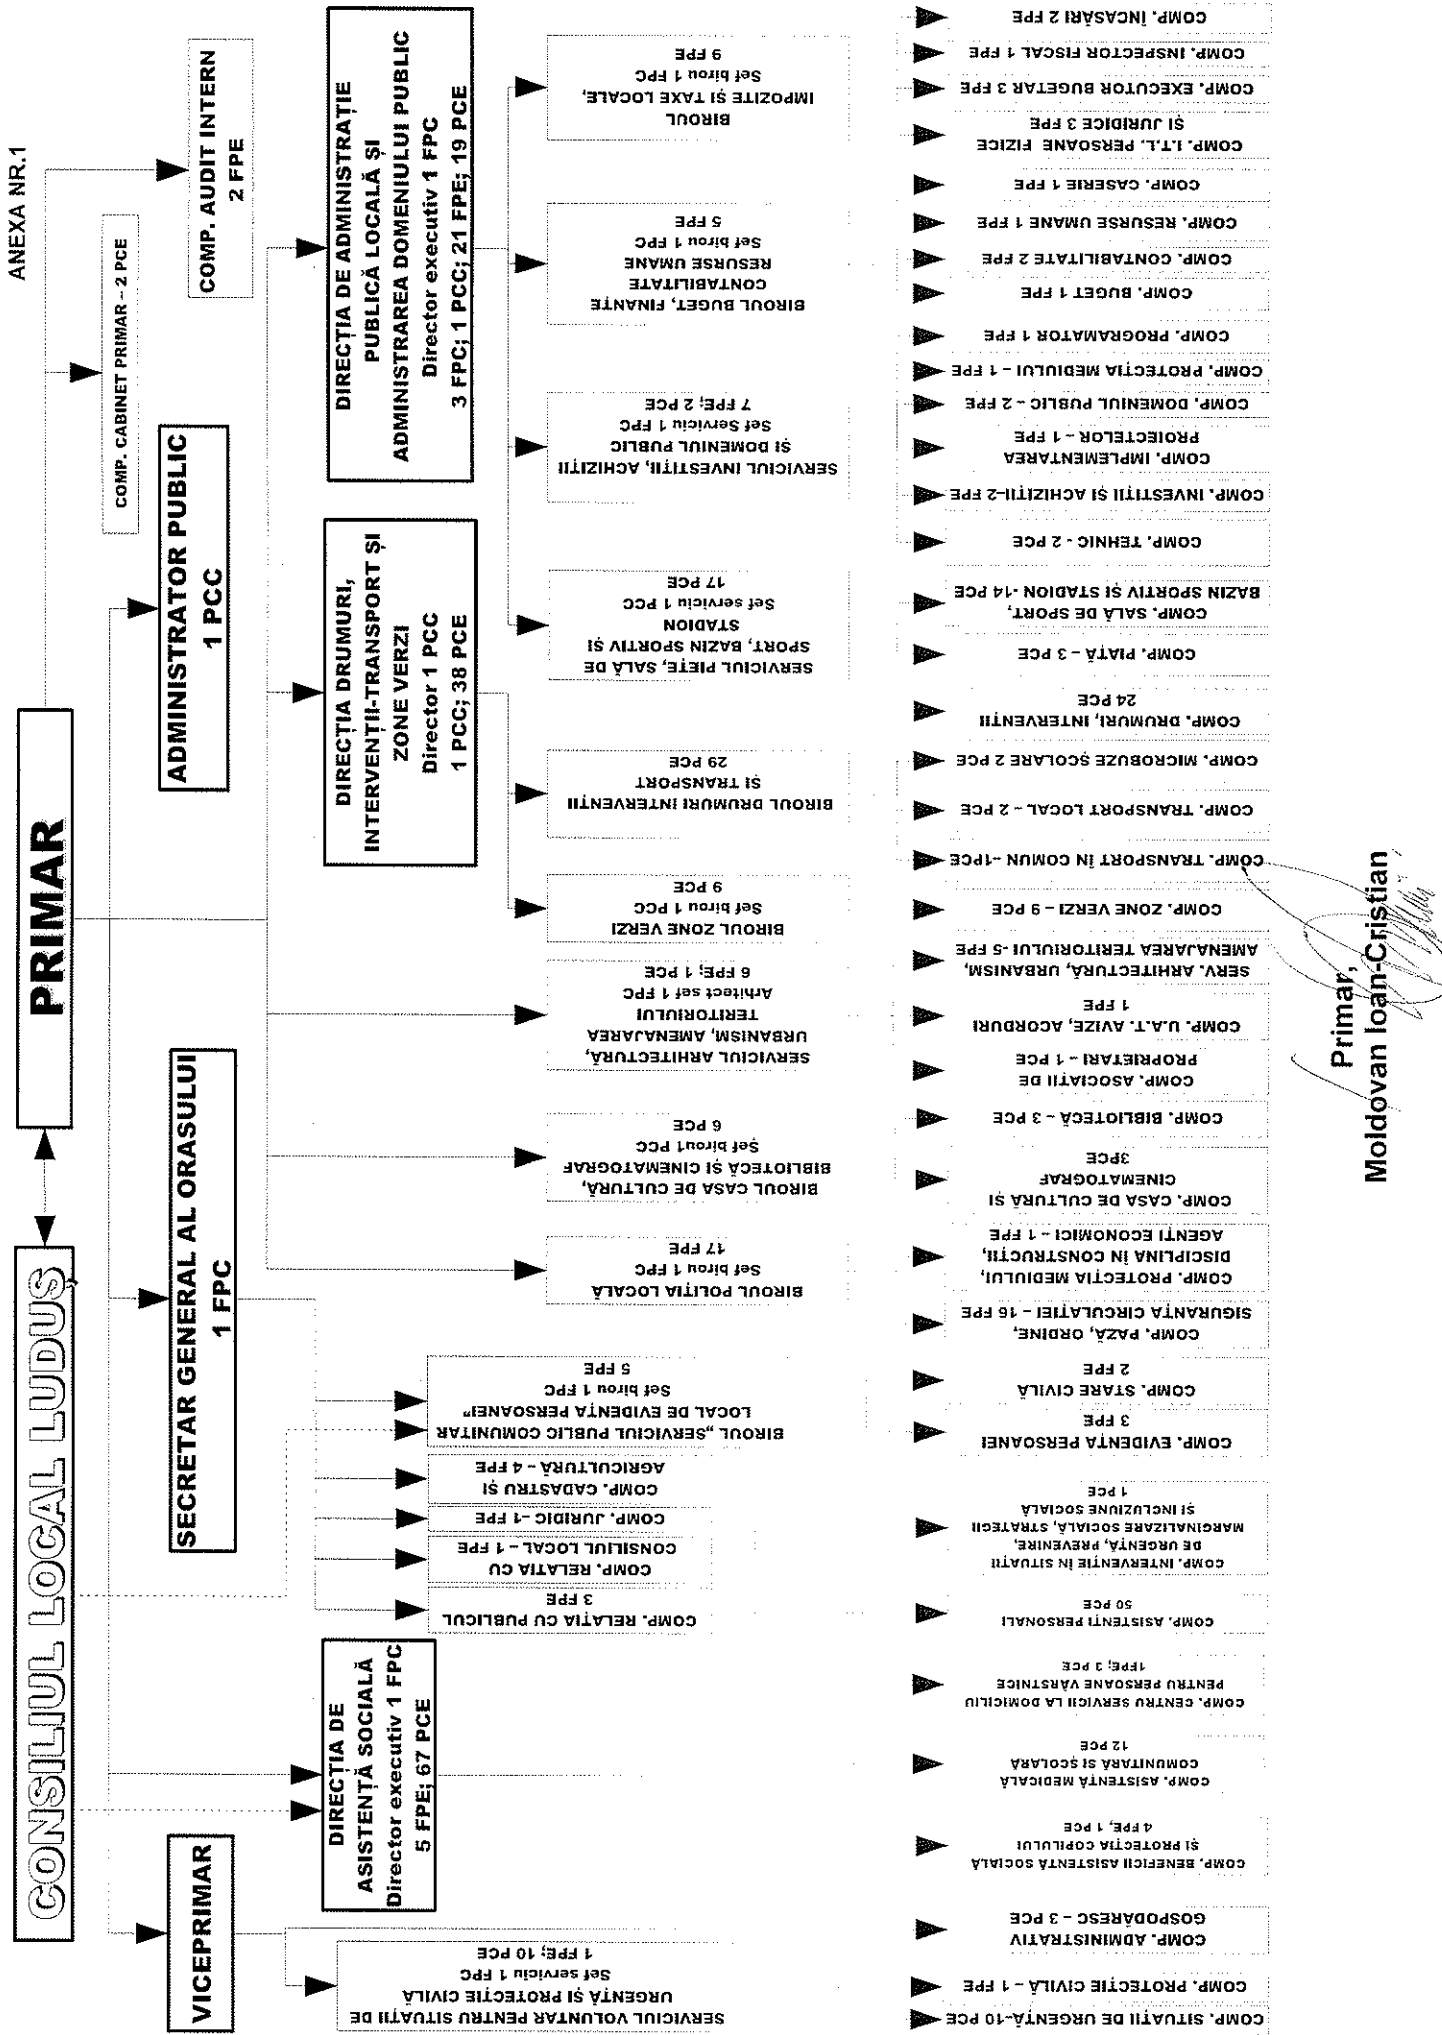 ANEXA NR.1
CONSILIUL LOCAL LUDUS
PRIMAR
COMP. CABINET PRIMAR – 2 PCE
COMP. AUDIT INTERN
2 FPE
VICEPRIMAR
SECRETAR GENERAL AL ORASULUI
1 FPC
ADMINISTRATOR PUBLIC
1 PCC
DIRECȚIA DE
ASISTENȚĂ SOCIALĂ
Director executiv 1 FPC
5 FPE; 67 PCE
DIRECȚIA DRUMURI,
INTERVENȚII-TRANSPORT ȘI
ZONE VERZI
Director 1 PCC
1 PCC; 38 PCE
DIRECȚIA DE ADMINISTRAȚIE
PUBLICĂ LOCALĂ ȘI
ADMINISTRAREA DOMENIULUI PUBLIC
Director executiv 1 FPC
3 FPC; 1 PCC; 21 FPE; 19 PCE
SERVICIUL VOLUNTAR PENTRU SITUAȚII DE
URGENȚĂ ȘI PROTECȚIE CIVILĂ
Sef serviciu 1 FPC
1 FPE; 10 PCE
COMP. RELAȚIA CU PUBLICUL
3 FPE
COMP. RELAȚIA CU
CONSILIUL LOCAL – 1 FPE
COMP. JURIDIC –1 FPE
COMP. CADASTRU ȘI
AGRICULTURĂ – 4 FPE
BIROUL „SERVICIUL PUBLIC COMUNITAR
LOCAL DE EVIDENȚA PERSOANEI”
Sef birou 1 FPC
5 FPE
BIROUL POLIȚIA LOCALĂ
Sef birou 1 FPC
17 FPE
BIROUL CASA DE CULTURĂ,
BIBLIOTECĂ ȘI CINEMATOGRAF
Șef birou1 PCC
6 PCE
SERVICIUL ARHITECTURĂ,
URBANISM, AMENAJAREA
TERITORIULUI
Arhitect sef 1 FPC
6 FPE; 1 PCE
BIROUL ZONE VERZI
Sef birou 1 PCC
9 PCE
BIROUL DRUMURI INTERVENȚII
ȘI TRANSPORT
29 PCE
SERVICIUL PIEȚE, SALĂ DE
SPORT, BAZIN SPORTIV ȘI
STADION
Sef serviciu 1 PCC
17 PCE
SERVICIUL INVESTIȚII, ACHIZIȚII
ȘI DOMENIUL PUBLIC
Sef Serviciu 1 FPC
7 FPE; 2 PCE
BIROUL BUGET, FINANȚE
CONTABILITATE
RESURSE UMANE
Sef birou 1 FPC
5 FPE
BIROUL
IMPOZITE ȘI TAXE LOCALE,
Sef birou 1 FPC
9 FPE
COMP. SITUAȚII DE URGENȚĂ–10 PCE
COMP. PROTECȚIE CIVILĂ – 1 FPE
COMP. ADMINISTRATIV
GOSPODĂRESC – 3 PCE
COMP. BENEFICII ASISTENȚĂ SOCIALĂ
ȘI PROTECȚIA COPILULUI
4 FPE, 1 PCE
COMP. ASISTENȚĂ MEDICALĂ
COMUNITARĂ ȘI ȘCOLARĂ
12 PCE
COMP. CENTRU SERVICII LA DOMICILIU
PENTRU PERSOANE VÂRSTNICE
1FPE; 3 PCE
COMP. ASISTENȚI PERSONALI
50 PCE
COMP. INTERVENȚIE ÎN SITUAȚII
DE URGENȚĂ, PREVENIRE,
MARGINALIZARE SOCIALĂ, STRATEGII
ȘI INCLUZIUNE SOCIALĂ
1 PCE
COMP. EVIDENȚA PERSOANEI
3 FPE
COMP. STARE CIVILĂ
2 FPE
COMP. PAZĂ, ORDINE,
SIGURANȚA CIRCULAȚIEI – 16 FPE
COMP. PROTECȚIA MEDIULUI,
DISCIPLINA ÎN CONSTRUCȚII,
AGENȚI ECONOMICI – 1 FPE
COMP. CASA DE CULTURĂ ȘI
CINEMATOGRAF
3PCE
COMP. BIBLIOTECĂ – 3 PCE
COMP. ASOCIAȚII DE
PROPRIETARI – 1 PCE
COMP. U.A.T. AVIZE, ACORDURI
1 FPE
SERV. ARHITECTURĂ, URBANISM,
AMENAJAREA TERITORIULUI -5 FPE
COMP. ZONE VERZI – 9 PCE
COMP. TRANSPORT ÎN COMUN –1PCE
COMP. TRANSPORT LOCAL – 2 PCE
COMP. MICROBUZE ȘCOLARE 2 PCE
COMP. DRUMURI, INTERVENȚII
24 PCE
COMP. PIAȚĂ – 3 PCE
COMP. SALĂ DE SPORT,
BAZIN SPORTIV ȘI STADION -14 PCE
COMP. TEHNIC - 2 PCE
COMP. INVESTIȚII ȘI ACHIZIȚII–2 FPE
COMP. IMPLEMENTAREA
PROIECTELOR – 1 FPE
COMP. DOMENIUL PUBLIC – 2 FPE
COMP. PROTECȚIA MEDIULUI – 1 FPE
COMP. PROGRAMATOR 1 FPE
COMP. BUGET 1 FPE
COMP. CONTABILITATE 2 FPE
COMP. RESURSE UMANE 1 FPE
COMP. CASERIE 1 FPE
COMP. I.T.L. PERSOANE FIZICE
ȘI JURIDICE 3 FPE
COMP. EXECUTOR BUGETAR 3 FPE
COMP. INSPECTOR FISCAL 1 FPE
COMP. ÎNCASĂRI 2 FPE
Primar,
Moldovan Ioan-Cristian